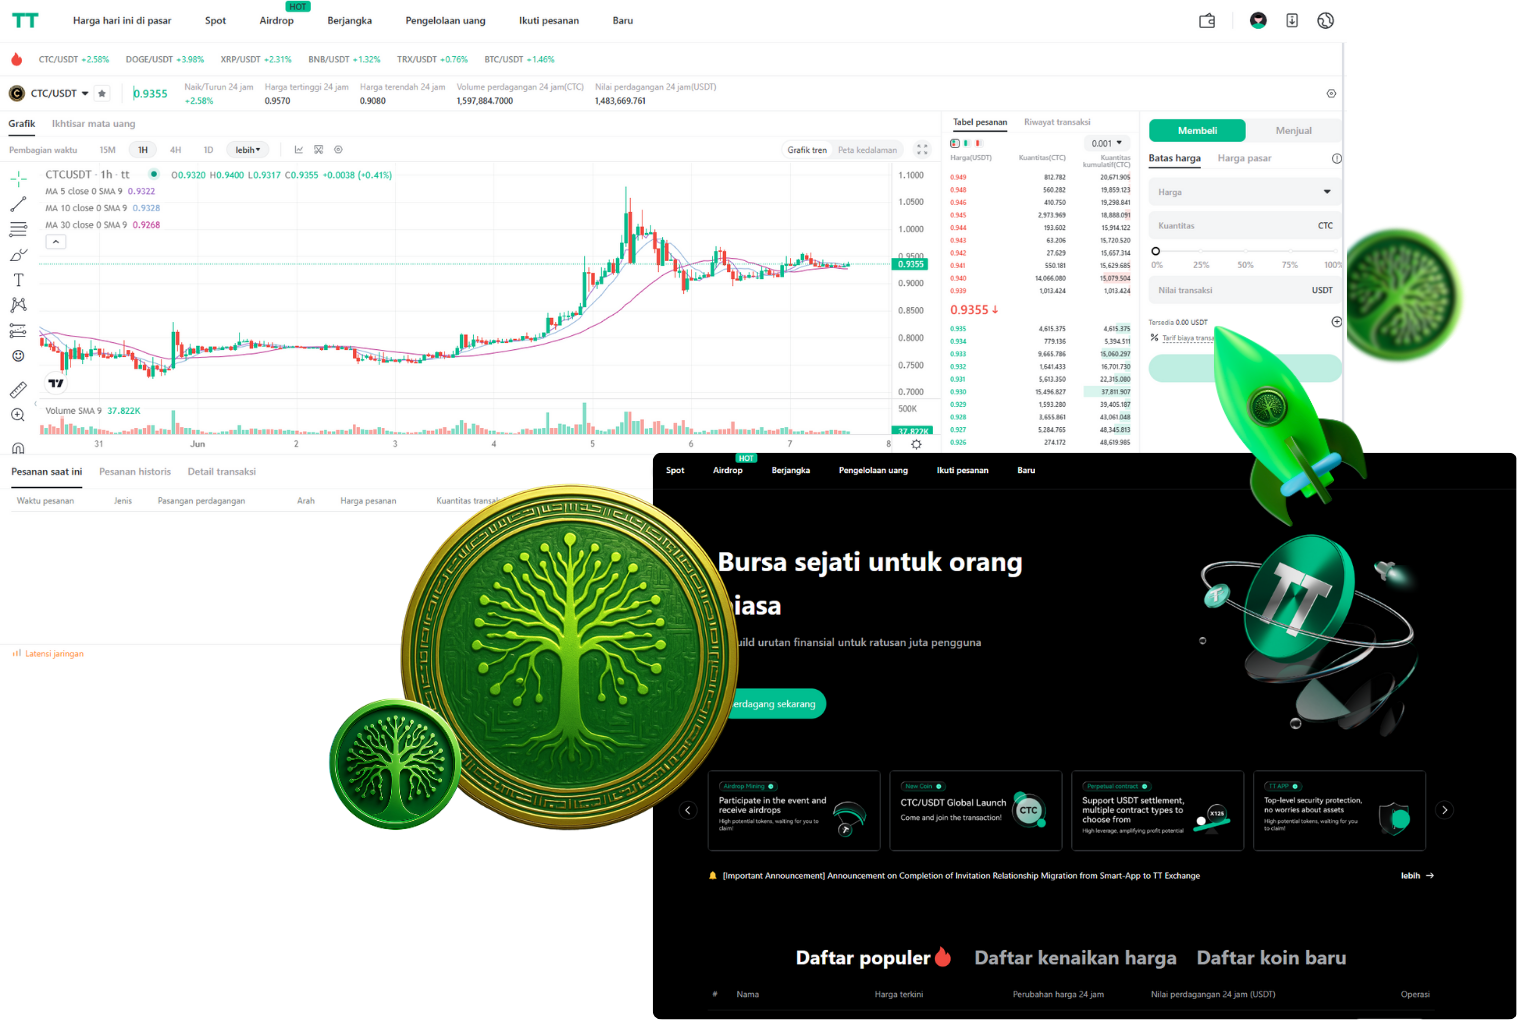 TT Harga hari ini di pasar Spot Airdrop HOT Berjangka Pengelolaan uang Ikuti pesanan Baru
CTC/USDT +2.58% DOGE/USDT +3.98% XRP/USDT +2.31% BNB/USDT +1.32% TRX/USDT +0.76% BTC/USDT +1.46%
CTC/USDT 0.9355
Naik/Turun 24 jam Harga tertinggi 24 jam Harga terendah 24 jam Volume perdagangan 24 jam(CTC) Nilai perdagangan 24 jam(USDT)
+2.58% 0.9570 0.9080 1,597,884.7000 1,483,669.761
Grafik Ikhtisar mata uang
Pembagian waktu 15M 1H 4H 1D lebih Grafik tren Peta kedalaman
CTCUSDT · 1h · tt O0.9320 H0.9400 L0.9317 C0.9355 +0.0038 (+0.41%)
MA 5 close 0 SMA 9 0.9322
MA 10 close 0 SMA 9 0.9328
MA 30 close 0 SMA 9 0.9268
1.1000
1.0500
1.0000
0.9500
0.9355
0.9000
0.8500
0.8000
0.7500
0.7000
Volume SMA 9 37.822K
500K
37.822K
31 Jun 2 3 4 5 6 7 8
Tabel pesanan Riwayat transaksi
0.001
Harga(USDT) Kuantitas(CTC) Kuantitas
kumulatif(CTC)
0.949 812.782 20,671.905
0.948 560.282 19,859.123
0.946 410.750 19,298.841
0.945 2,973.969 18,888.091
0.944 193.602 15,914.122
0.943 63.206 15,720.520
0.942 27.629 15,657.314
0.941 550.181 15,629.685
0.940 14,066.080 15,079.504
0.939 1,013.424 1,013.424
0.9355↓
0.935 4,615.375 4,615.375
0.934 779.136 5,394.511
0.933 9,665.786 15,060.297
0.932 1,641.433 16,701.730
0.931 5,613.350 22,315.080
0.930 15,496.827 37,811.907
0.929 1,593.280 39,405.187
0.928 3,655.861 43,061.048
0.927 5,284.765 48,345.813
0.926 274.172 48,619.985
Membeli Menjual
Batas harga Harga pasar
Harga
Kuantitas CTC
0% 25% 50% 75% 100%
Nilai transaksi USDT
Tersedia 0.00 USDT
Tarif biaya transa
Pesanan saat ini Pesanan historis Detail transaksi
Waktu pesanan Jenis Pasangan perdagangan Arah Harga pesanan Kuantitas transak
Latensi jaringan
Spot Airdrop HOT Berjangka Pengelolaan uang Ikuti pesanan Baru
Bursa sejati untuk orang
iasa
uild urutan finansial untuk ratusan juta pengguna
erdagang sekarang
TT
Airdrop Mining
Participate in the event and
receive airdrops
High potential tokens, waiting for you to
claim!
New Coin
CTC/USDT Global Launch
Come and join the transaction!
CTC
Perpetual contract
Support USDT settlement,
multiple contract types to
choose from
High leverage, amplifying profit potential
X125
TT APP
Top-level security protection,
no worries about assets
High potential tokens, waiting for you
to claim!
[Important Announcement] Announcement on Completion of Invitation Relationship Migration from Smart-App to TT Exchange lebih →
Daftar populer Daftar kenaikan harga Daftar koin baru
# Nama Harga terkini Perubahan harga 24 jam Nilai perdagangan 24 jam (USDT) Operasi